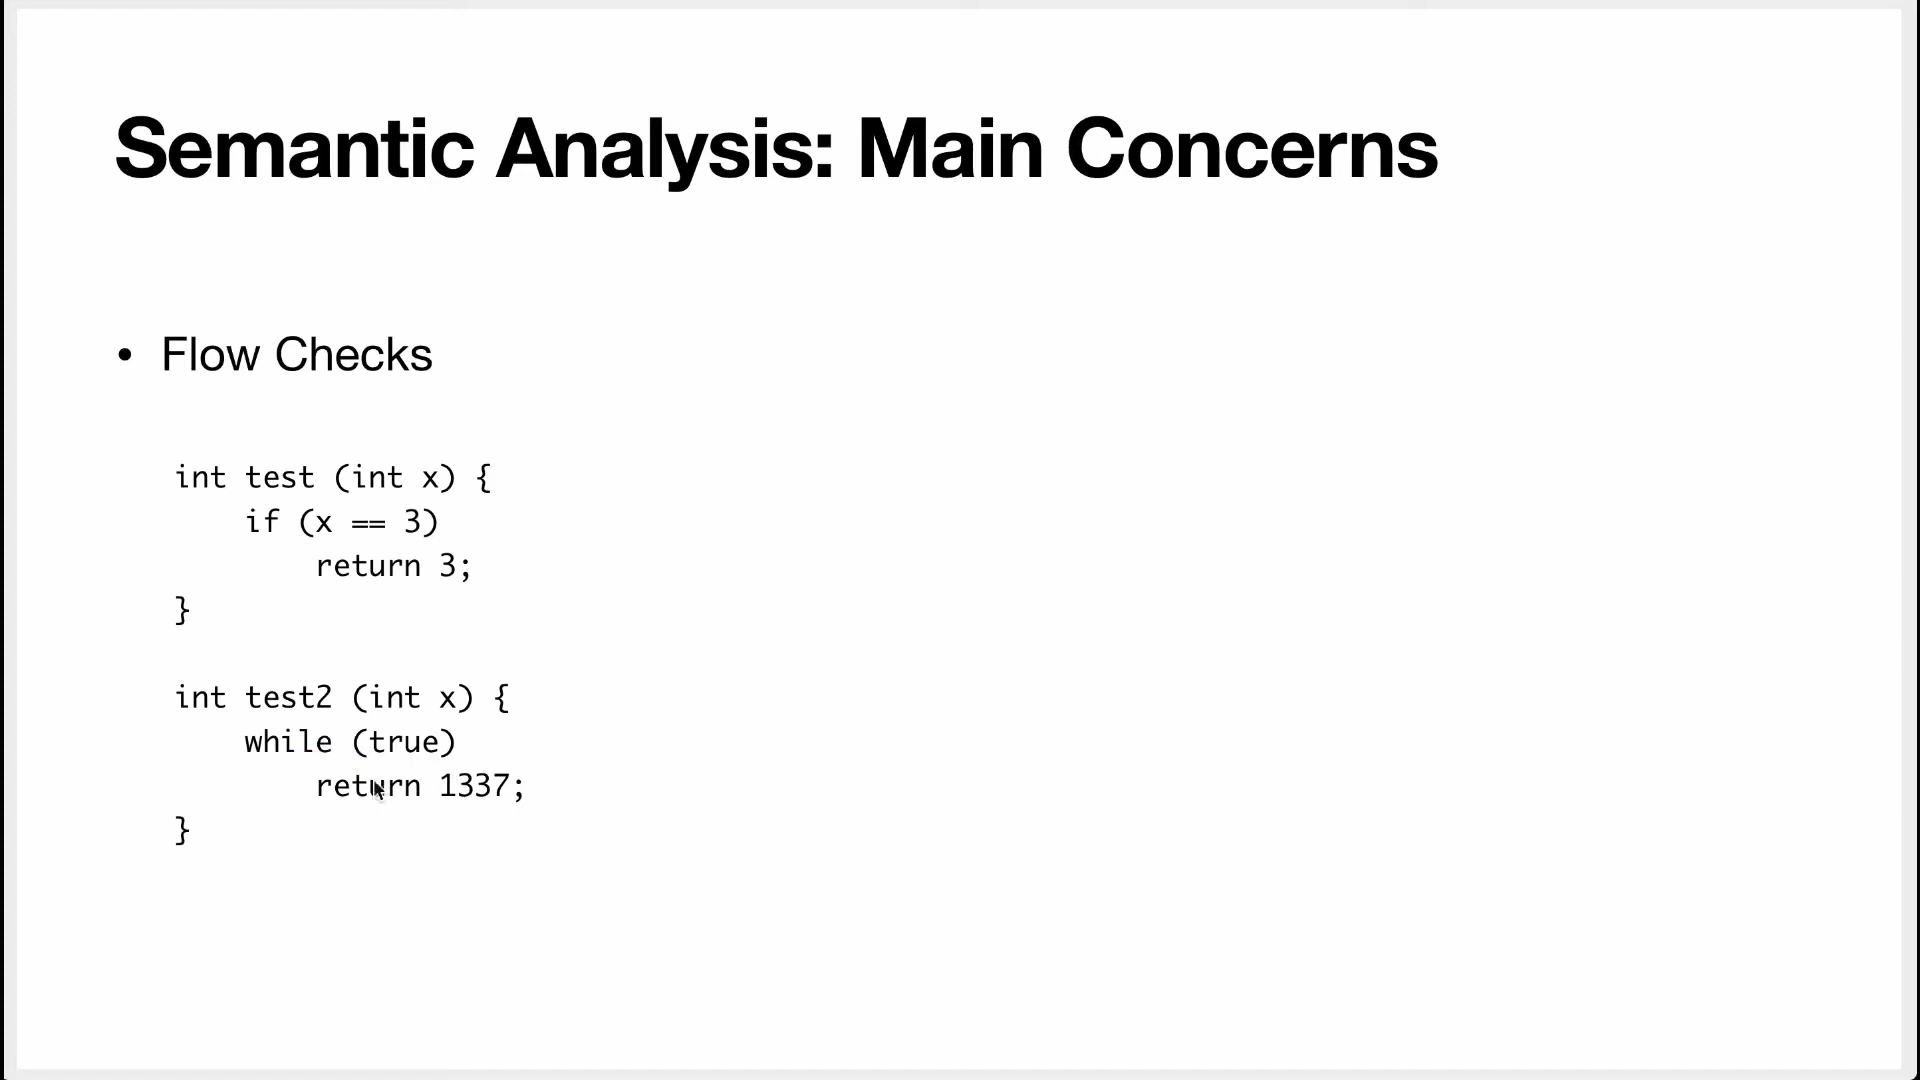 Semantic Analysis: Main Concerns
• Flow Checks
int test (int x) {
    if (x == 3)
        return 3;
}
int test2 (int x) {
    while (true)
        return 1337;
}